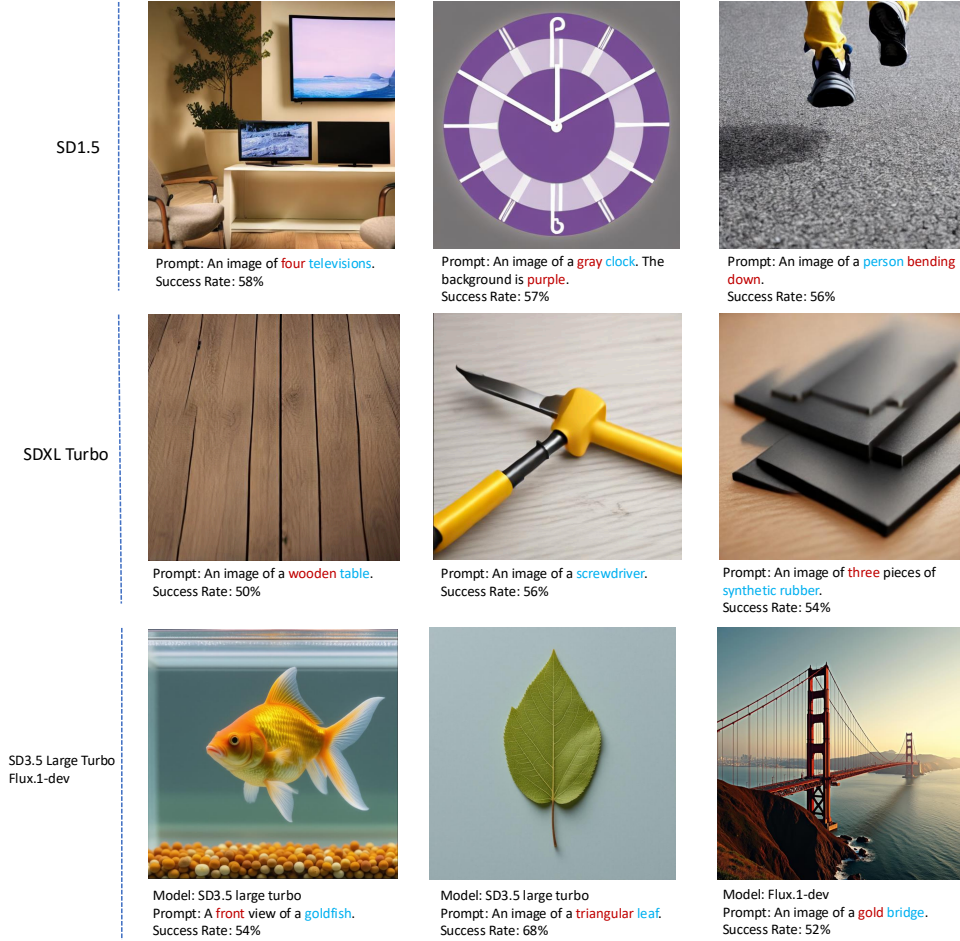 SD1.5
Prompt: An image of four televisions.
Success Rate: 58%
Prompt: An image of a gray clock. The
background is purple.
Success Rate: 57%
Prompt: An image of a person bending
down.
Success Rate: 56%
SDXL Turbo
Prompt: An image of a wooden table.
Success Rate: 50%
Prompt: An image of a screwdriver.
Success Rate: 56%
Prompt: An image of three pieces of
synthetic rubber.
Success Rate: 54%
SD3.5 Large Turbo
Flux.1-dev
Model: SD3.5 large turbo
Prompt: A front view of a goldfish.
Success Rate: 54%
Model: SD3.5 large turbo
Prompt: An image of a triangular leaf.
Success Rate: 68%
Model: Flux.1-dev
Prompt: An image of a gold bridge.
Success Rate: 52%